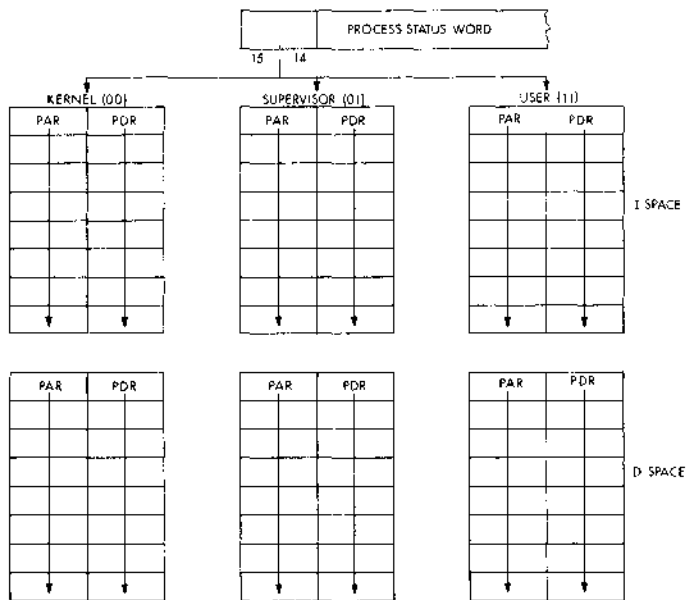 PROCESS STATUS WORD
15 14
KERNEL (00) SUPERVISOR (01) USER (11)
PAR PDR PAR PDR PAR PDR
I SPACE
PAR PDR PAR PDR PAR PDR
D SPACE